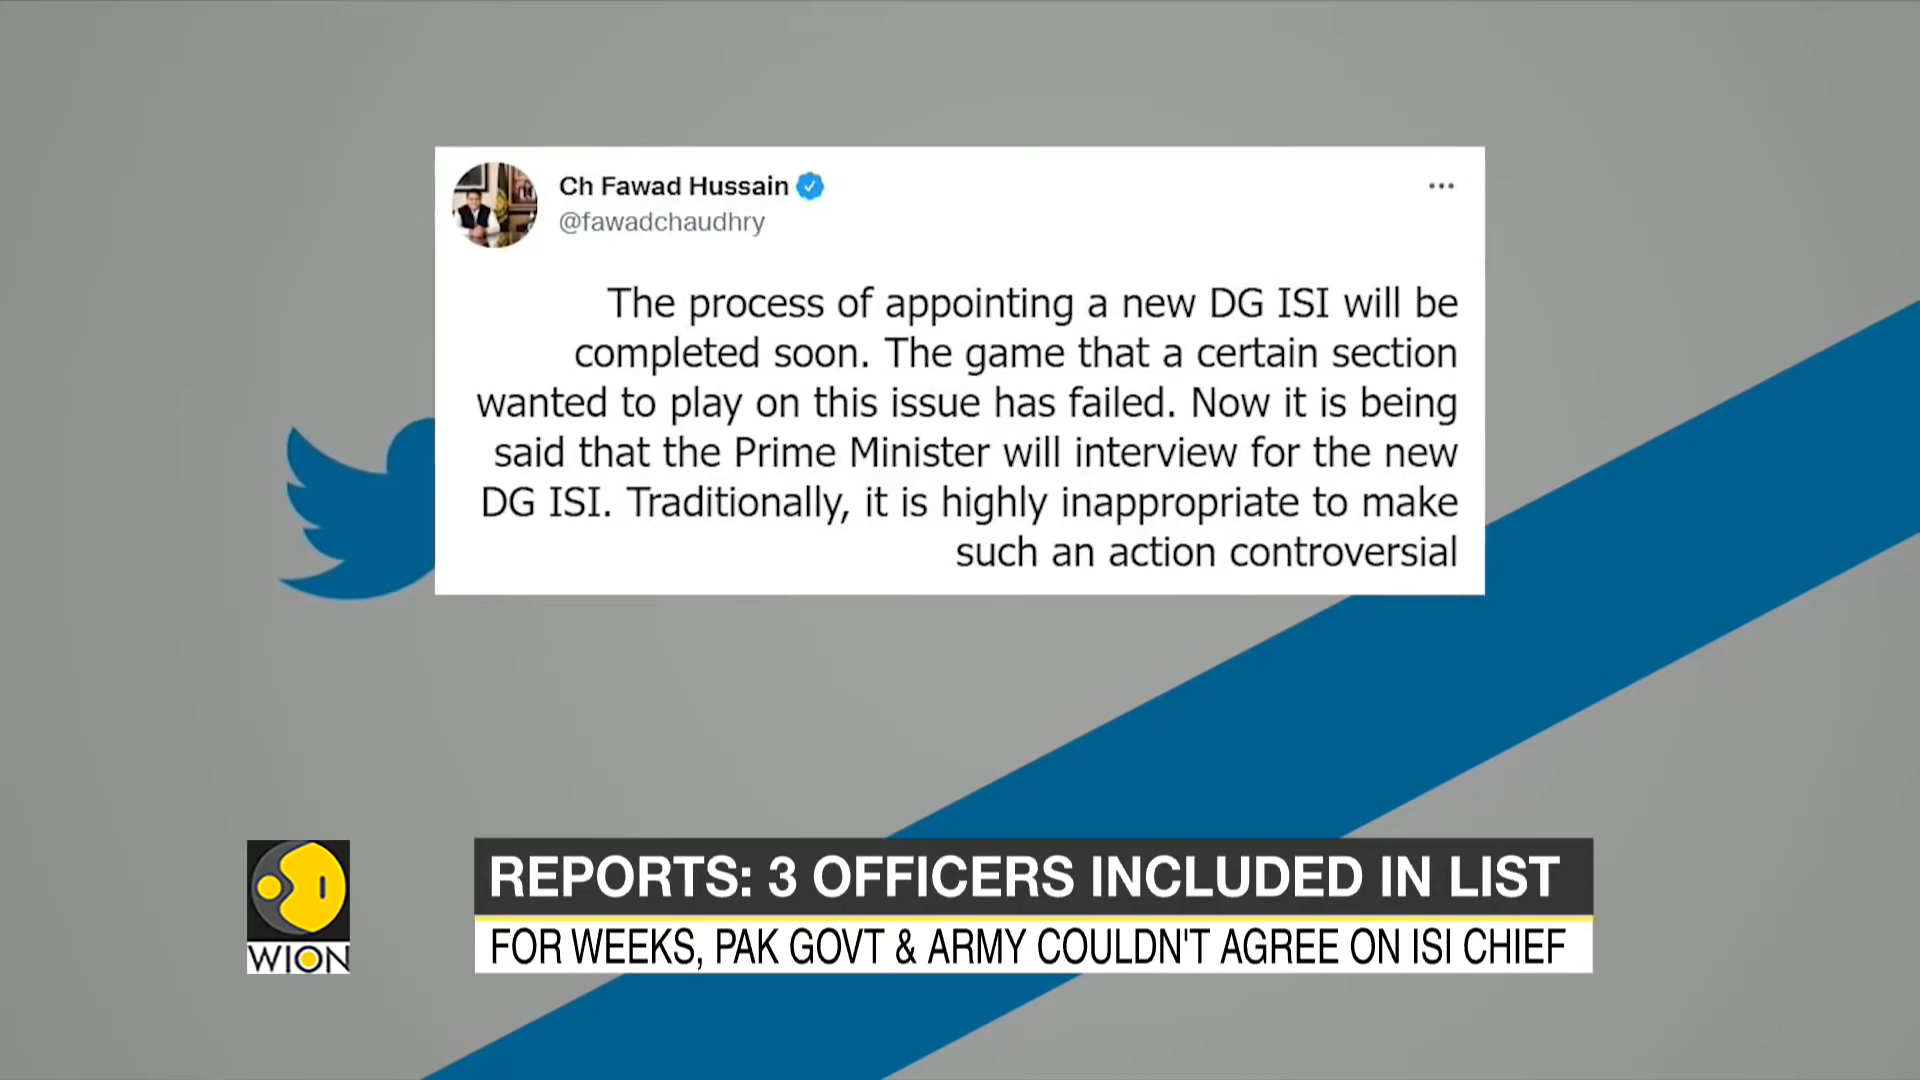 Ch Fawad Hussain
@fawadchaudhry
The process of appointing a new DG ISI will be
completed soon. The game that a certain section
wanted to play on this issue has failed. Now it is being
said that the Prime Minister will interview for the new
DG ISI. Traditionally, it is highly inappropriate to make
such an action controversial
REPORTS: 3 OFFICERS INCLUDED IN LIST
FOR WEEKS, PAK GOVT & ARMY COULDN'T AGREE ON ISI CHIEF
WION